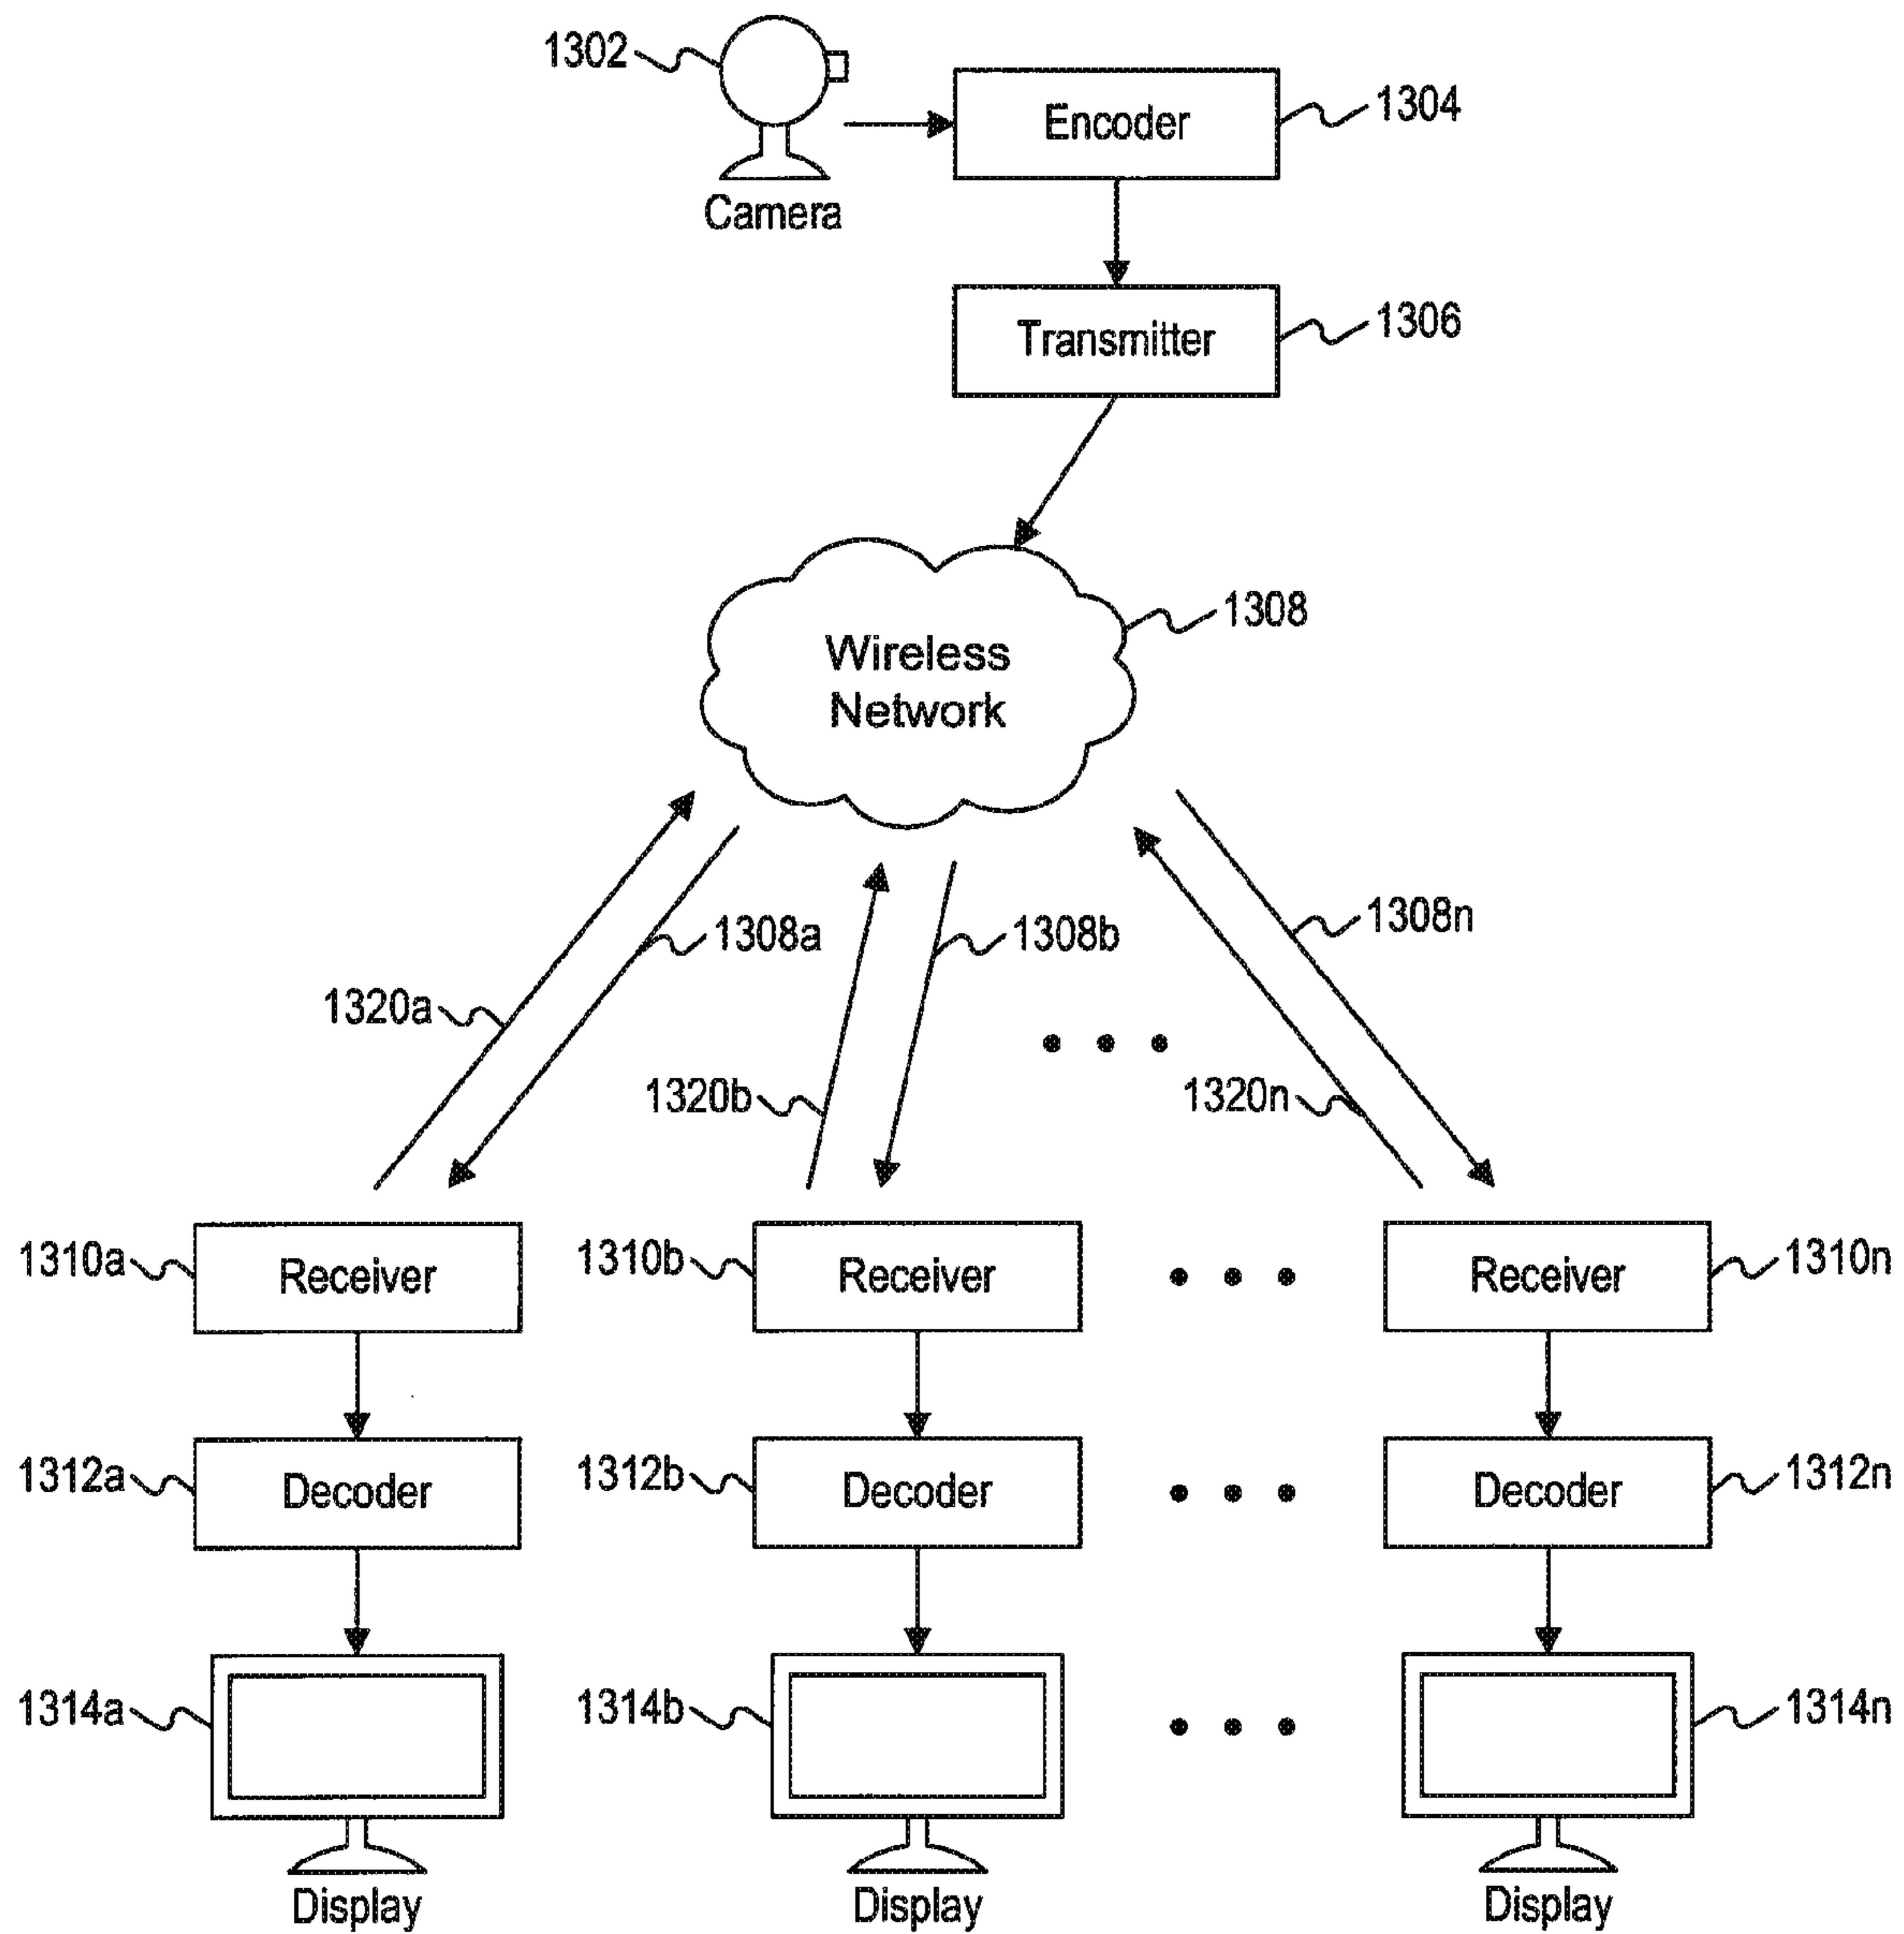 1302
Encoder
1304
Camera
Transmitter
1306
Wireless
Network
1308
1308a
1308b
1308n
1320a
1320b
1320n
1310a
Receiver
1310b
Receiver
Receiver
1310n
1312a
Decoder
1312b
Decoder
Decoder
1312n
1314a
1314b
1314n
Display
Display
Display